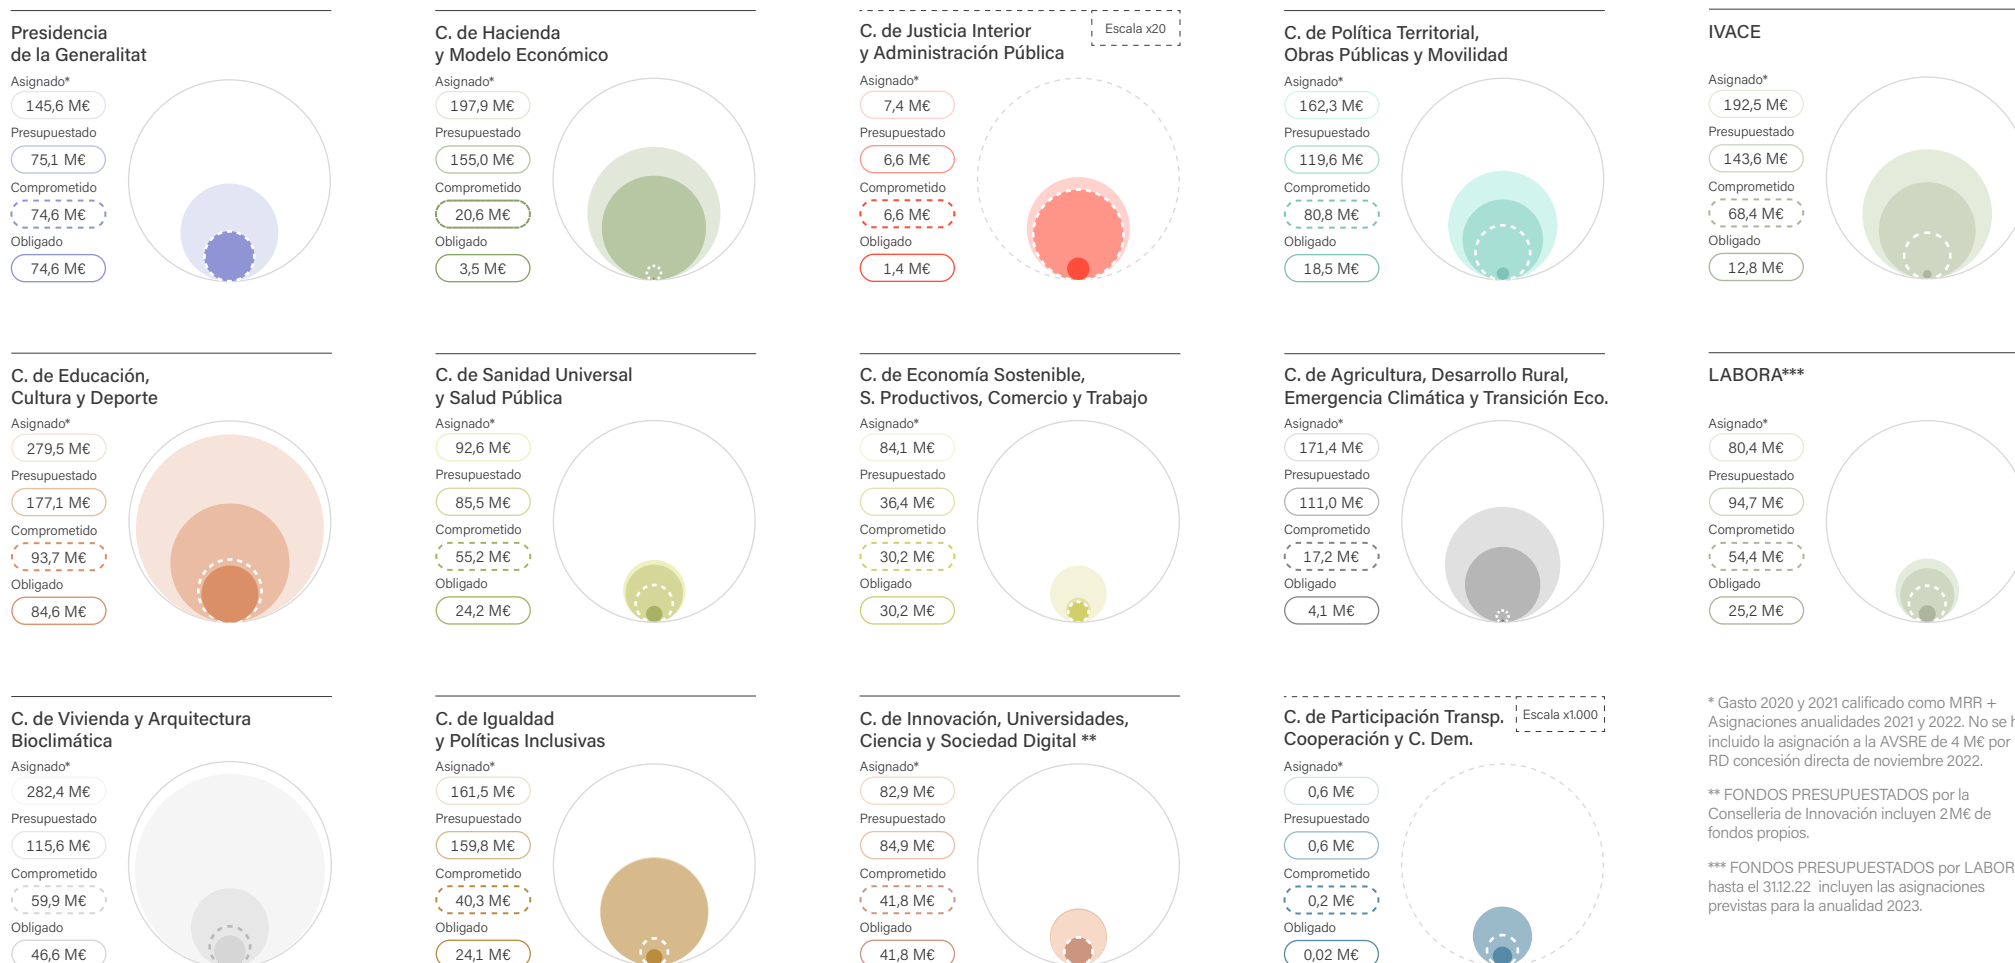 Presidencia
de la Generalitat
Asignado*
145,6 M€
Presupuestado
75,1 M€
Comprometido
74,6 M€
Obligado
74,6 M€
C. de Hacienda
y Modelo Económico
Asignado*
197,9 M€
Presupuestado
155,0 M€
Comprometido
20,6 M€
Obligado
3,5 M€
C. de Justicia Interior
y Administración Pública
Escala x20
Asignado*
7,4 M€
Presupuestado
6,6 M€
Comprometido
6,6 M€
Obligado
1,4 M€
C. de Política Territorial,
Obras Públicas y Movilidad
Asignado*
162,3 M€
Presupuestado
119,6 M€
Comprometido
80,8 M€
Obligado
18,5 M€
IVACE
Asignado*
192,5 M€
Presupuestado
143,6 M€
Comprometido
68,4 M€
Obligado
12,8 M€
C. de Educación,
Cultura y Deporte
Asignado*
279,5 M€
Presupuestado
177,1 M€
Comprometido
93,7 M€
Obligado
84,6 M€
C. de Sanidad Universal
y Salud Pública
Asignado*
92,6 M€
Presupuestado
85,5 M€
Comprometido
55,2 M€
Obligado
24,2 M€
C. de Economía Sostenible,
S. Productivos, Comercio y Trabajo
Asignado*
84,1 M€
Presupuestado
36,4 M€
Comprometido
30,2 M€
Obligado
30,2 M€
C. de Agricultura, Desarrollo Rural,
Emergencia Climática y Transición Eco.
Asignado*
171,4 M€
Presupuestado
111,0 M€
Comprometido
17,2 M€
Obligado
4,1 M€
LABORA***
Asignado*
80,4 M€
Presupuestado
94,7 M€
Comprometido
54,4 M€
Obligado
25,2 M€
C. de Vivienda y Arquitectura
Bioclimática
Asignado*
282,4 M€
Presupuestado
115,6 M€
Comprometido
59,9 M€
Obligado
46,6 M€
C. de Igualdad
y Políticas Inclusivas
Asignado*
161,5 M€
Presupuestado
159,8 M€
Comprometido
40,3 M€
Obligado
24,1 M€
C. de Innovación, Universidades,
Ciencia y Sociedad Digital **
Asignado*
82,9 M€
Presupuestado
84,9 M€
Comprometido
41,8 M€
Obligado
41,8 M€
C. de Participación Transp.
Cooperación y C. Dem.
Escala x1.000
Asignado*
0,6 M€
Presupuestado
0,6 M€
Comprometido
0,2 M€
Obligado
0,02 M€
* Gasto 2020 y 2021 calificado como MRR +
Asignaciones anualidades 2021 y 2022. No se
incluido la asignación a la AVSRE de 4 M€ por
RD concesión directa de noviembre 2022.
** FONDOS PRESUPUESTADOS por la
Conselleria de Innovación incluyen 2 M€ de
fondos propios.
*** FONDOS PRESUPUESTADOS por LABOR
hasta el 31.12.22 incluyen las asignaciones
previstas para la anualidad 2023.